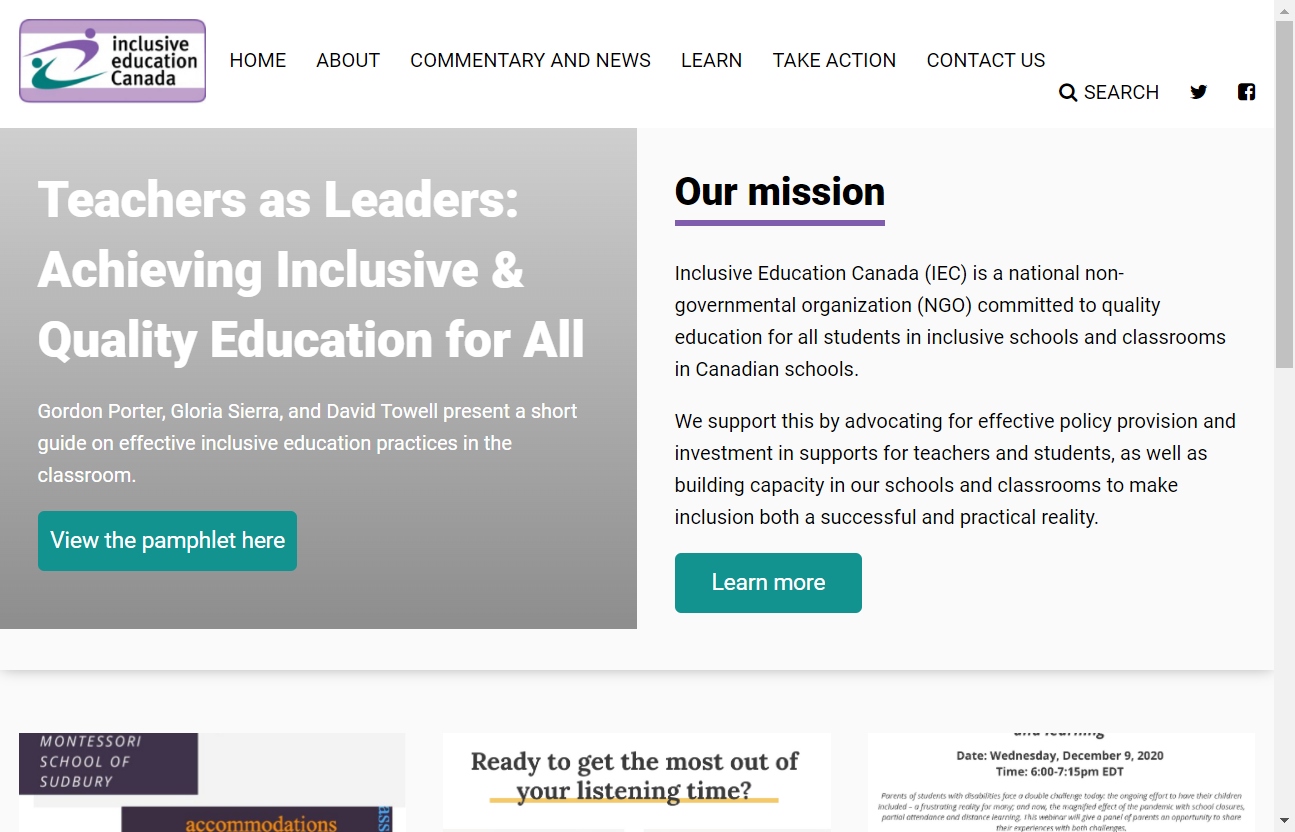 inclusive
education
Canada
HOME ABOUT COMMENTARY AND NEWS LEARN TAKE ACTION CONTACT US
SEARCH
Teachers as Leaders:
Achieving Inclusive &
Quality Education for All
Gordon Porter, Gloria Sierra, and David Towell present a short
guide on effective inclusive education practices in the
classroom.
View the pamphlet here
Our mission
Inclusive Education Canada (IEC) is a national non-
governmental organization (NGO) committed to quality
education for all students in inclusive schools and classrooms
in Canadian schools.
We support this by advocating for effective policy provision and
investment in supports for teachers and students, as well as
building capacity in our schools and classrooms to make
inclusion both a successful and practical reality.
Learn more
MONTESSORI
SCHOOL OF
SUDBURY
accommodations
ass
Ready to get the most out of
your listening time?
and learning
Date: Wednesday, December 9, 2020
Time: 6:00-7:15pm EDT
Parents of students with disabilities face a double challenge today: the ongoing effort to have their children
included – a frustrating reality for many; and now, the magnified effect of the pandemic with school closures,
partial attendance and distance learning. This webinar will give a panel of parents an opportunity to share
their experiences with both challenges.